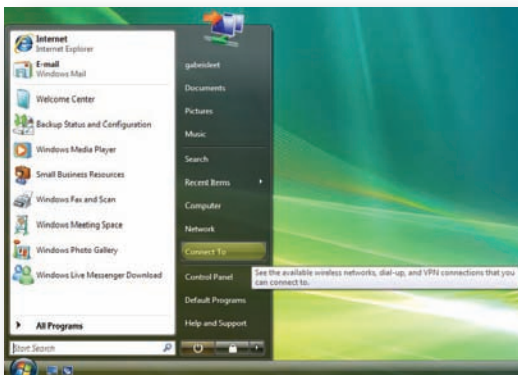 Internet
Internet Explorer
E-mail
Windows Mail
Welcome Center
Backup Status and Configuration
Windows Media Player
Small Business Resources
Windows Fax and Scan
Windows Meeting Space
Windows Photo Gallery
Windows Live Messenger Download
All Programs
Start Search
gabeisleet
Documents
Pictures
Music
Search
Recent Items
Computer
Network
Connect To
Control Panel
Default Programs
Help and Support
See the available wireless networks, dial-up, and VPN connections that you
can connect to.